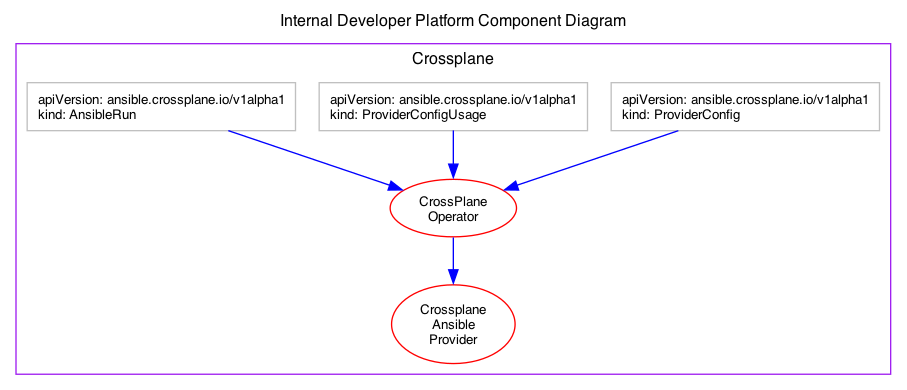 Internal Developer Platform Component Diagram
Crossplane
apiVersion: ansible.crossplane.io/v1alpha1
kind: AnsibleRun
apiVersion: ansible.crossplane.io/v1alpha1
kind: ProviderConfigUsage
apiVersion: ansible.crossplane.io/v1alpha1
kind: ProviderConfig
CrossPlane
Operator
Crossplane
Ansible
Provider